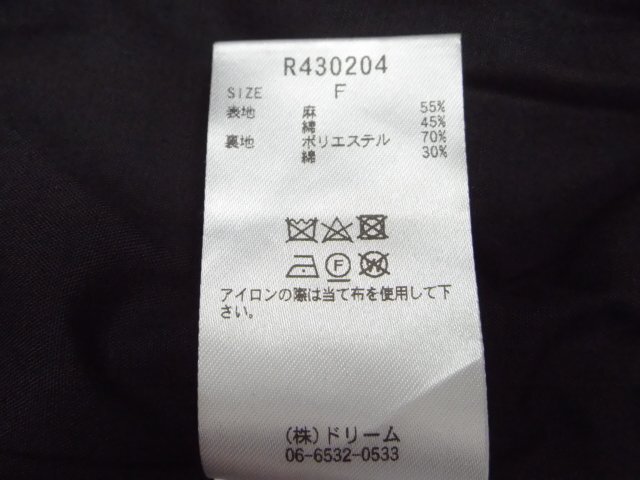 R430204
SIZE F
表地 麻 55%
綿 45%
裏地 ポリエステル 70%
綿 30%
F
W
アイロンの際は当て布を使用して下
さい。
(株)ドリーム
06-6532-0533